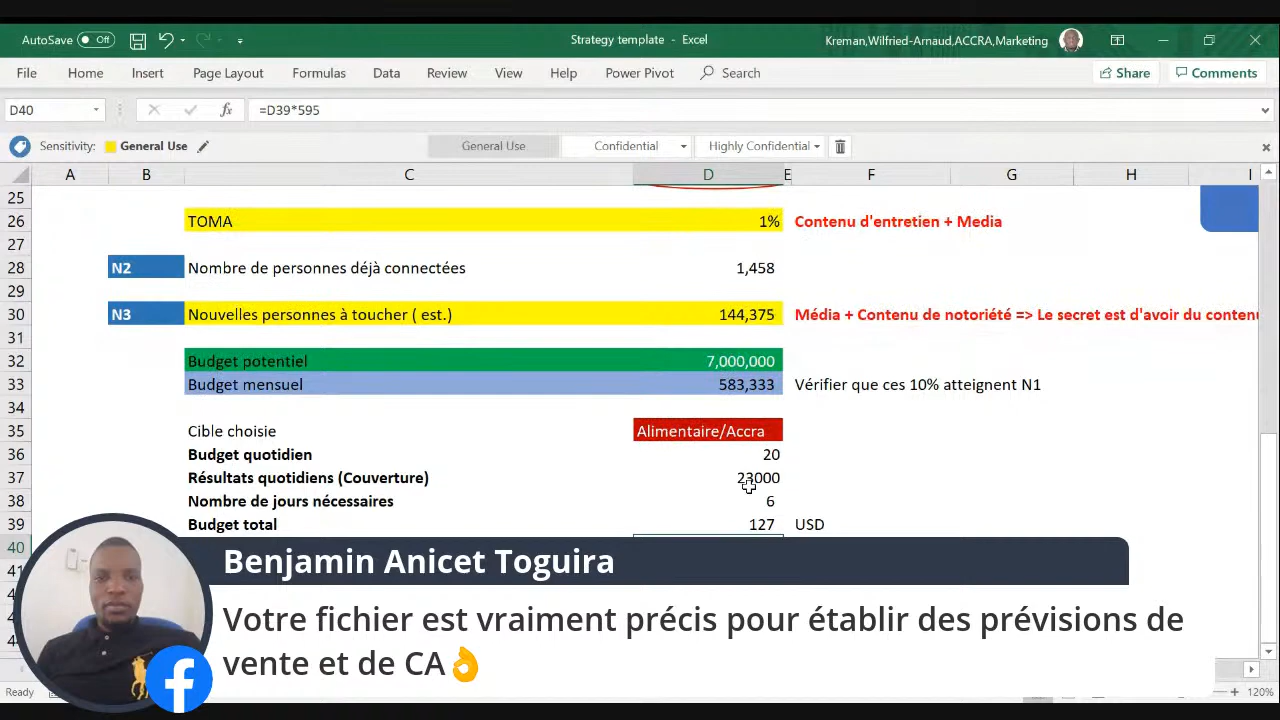 AutoSave Off
Strategy template - Excel
Kreman,Wilfried-Arnaud,ACCRA,Marketing
File Home Insert Page Layout Formulas Data Review View Help Power Pivot Search Share Comments
D40 fx =D39*595
Sensitivity: General Use General Use Confidential Highly Confidential
A B C D E F G H I
25
26 TOMA 1% Contenu d'entretien + Media
27
28 N2 Nombre de personnes déjà connectées 1,458
29
30 N3 Nouvelles personnes à toucher ( est.) 144,375 Média + Contenu de notoriété => Le secret est d'avoir du contenu
31
32 Budget potentiel 7,000,000
33 Budget mensuel 583,333 Vérifier que ces 10% atteignent N1
34
35 Cible choisie Alimentaire/Accra
36 Budget quotidien 20
37 Résultats quotidiens (Couverture) 23000
38 Nombre de jours nécessaires 6
39 Budget total 127 USD
40
41
Benjamin Anicet Toguira
Votre fichier est vraiment précis pour établir des prévisions de
vente et de CA👌
Ready 120%